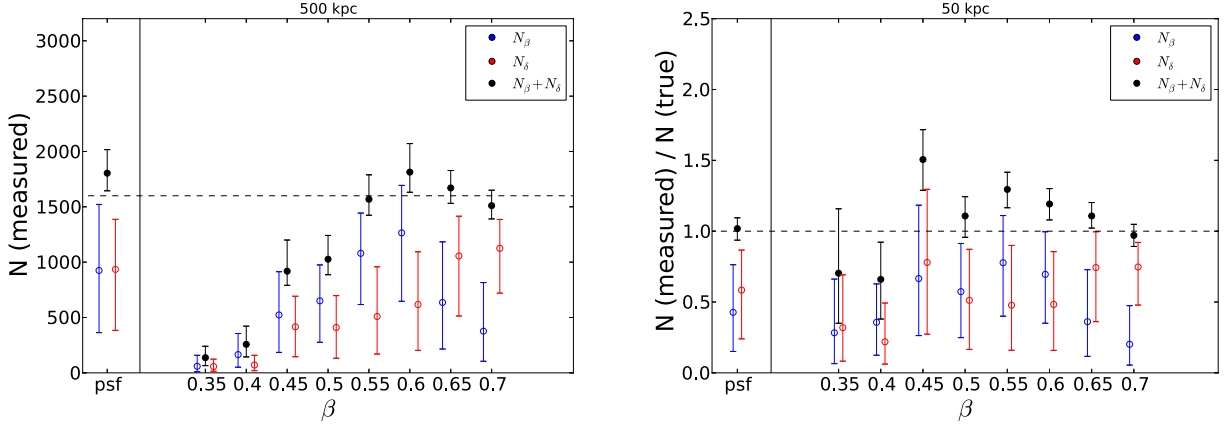 500 kpc
N (measured)
3000
2500
2000
1500
1000
500
0
psf 0.35 0.4 0.45 0.5 0.55 0.6 0.65 0.7
β
N_β
N_δ
N_β+N_δ
50 kpc
N (measured) / N (true)
2.5
2.0
1.5
1.0
0.5
0.0
psf 0.35 0.4 0.45 0.5 0.55 0.6 0.65 0.7
β
N_β
N_δ
N_β+N_δ